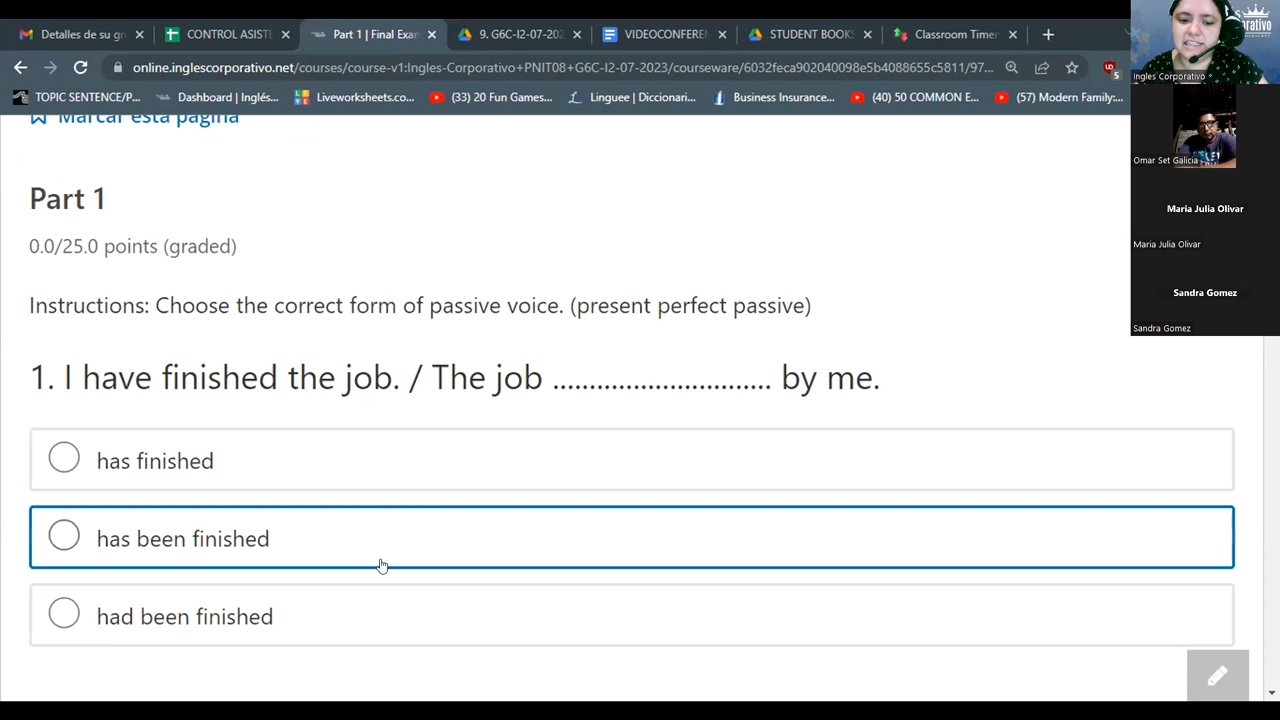 Detalles de su gr
CONTROL ASISTE
Part 1 | Final Exan
9. G6C-I2-07-202
VIDEOCONFEREN
STUDENT BOOKS
Classroom Timer
online.inglescorporativo.net/courses/course-v1:Ingles-Corporativo+PNIT08+G6C-I2-07-2023/courseware/6032feca902040098e5b4088655c5811/97...
5
TOPIC SENTENCE/P...
Dashboard | Inglés...
Liveworksheets.co...
(33) 20 Fun Games...
Linguee | Diccionari...
Business Insurance...
(40) 50 COMMON E...
(57) Modern Family:...
Ingles Corporativo
Omar Set Galicia
Maria Julia Olivar
Maria Julia Olivar
Sandra Gomez
Sandra Gomez
Marcar esta página
Part 1
0.0/25.0 points (graded)
Instructions: Choose the correct form of passive voice. (present perfect passive)
1. I have finished the job. / The job .............................. by me.
has finished
has been finished
had been finished